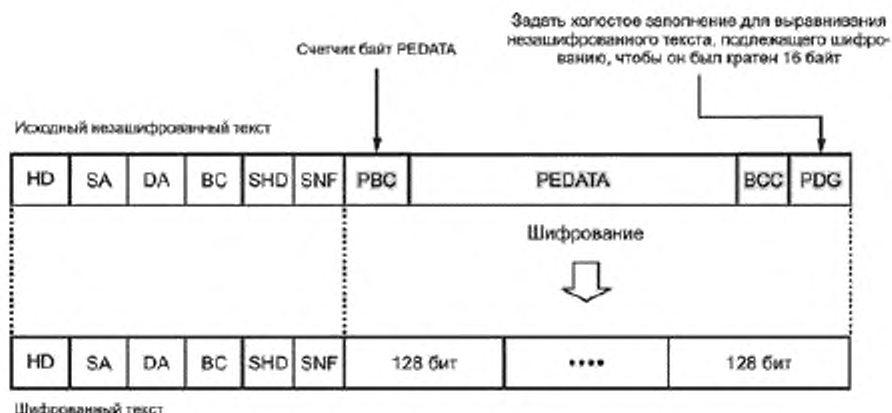 Задать холостое заполнение для выравнивания
незашифрованного текста, подлежащего шифро-
ванию, чтобы он был кратен 16 байт
Счетчик байт PEDATA
Исходный незашифрованный текст
HD SA DA BC SHD SNF PBC PEDATA BCC PDG
Шифрование
HD SA DA BC SHD SNF 128 бит •••• 128 бит
Шифрованный текст